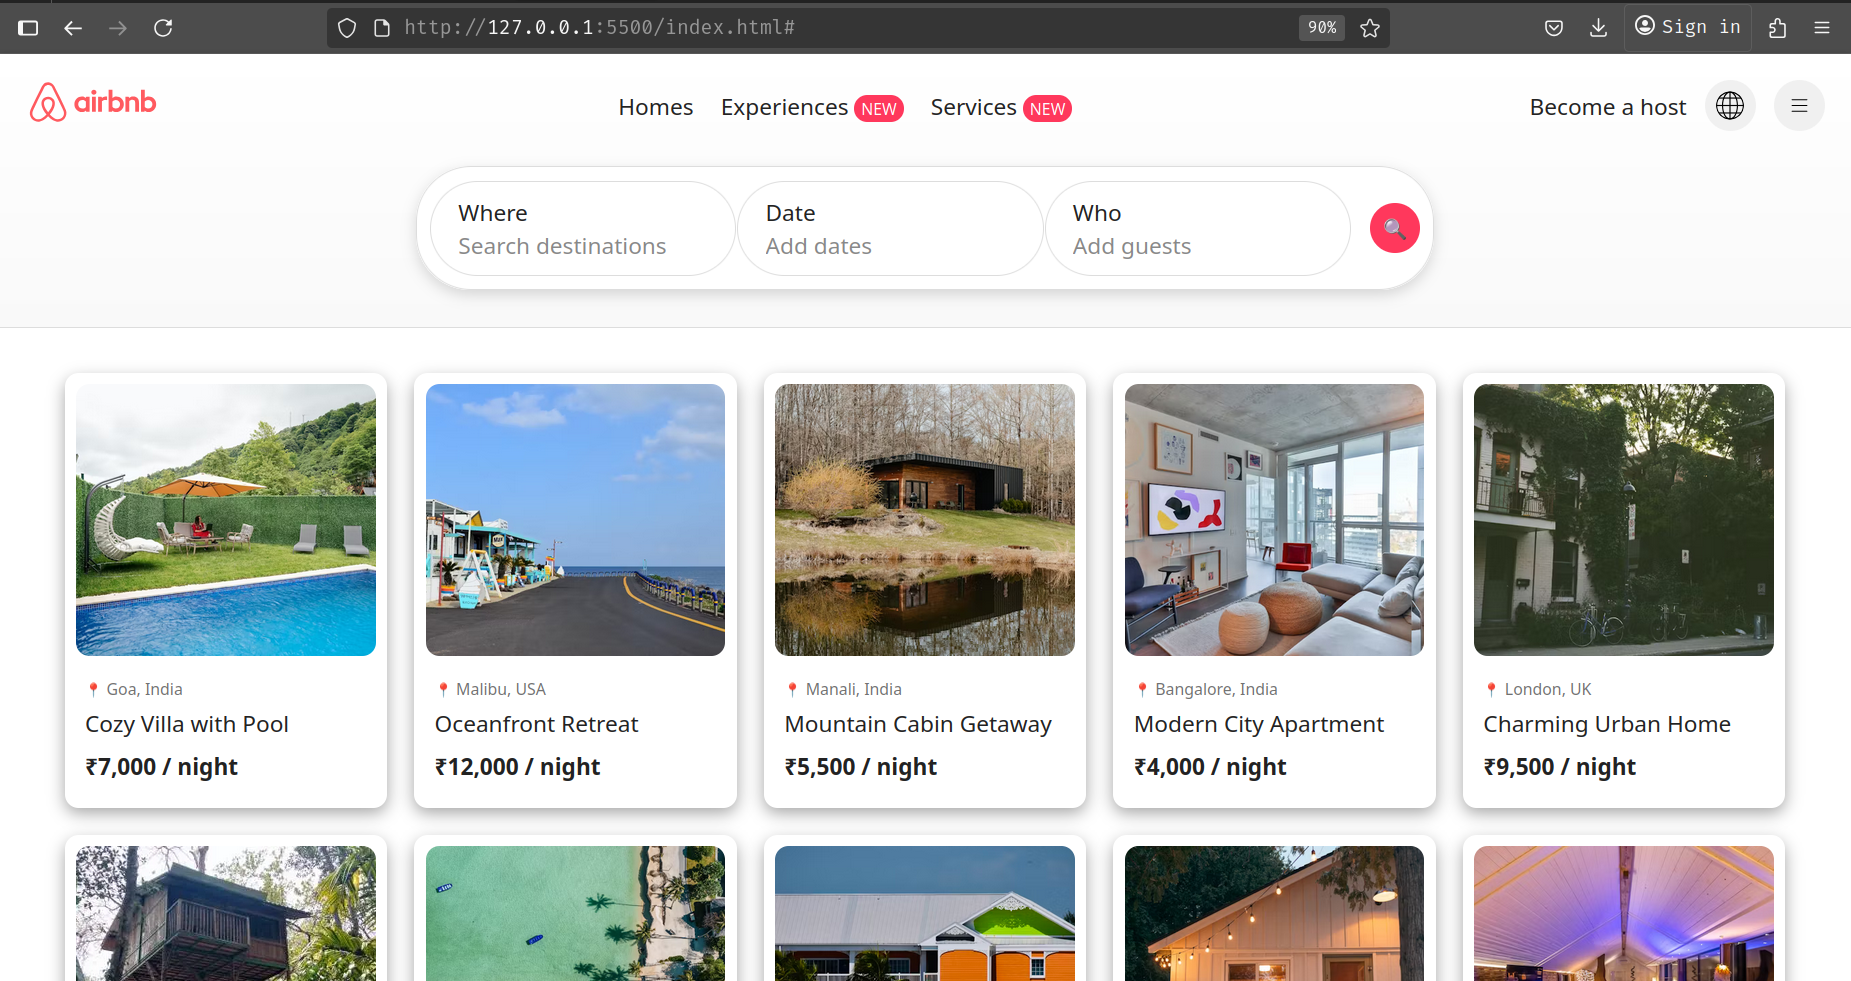 http://127.0.0.1:5500/index.html#
90%
Sign in
airbnb
Homes
Experiences NEW
Services NEW
Become a host
Where
Search destinations
Date
Add dates
Who
Add guests
Goa, India
Cozy Villa with Pool
₹7,000 / night
Malibu, USA
Oceanfront Retreat
₹12,000 / night
Manali, India
Mountain Cabin Getaway
₹5,500 / night
Bangalore, India
Modern City Apartment
₹4,000 / night
London, UK
Charming Urban Home
₹9,500 / night